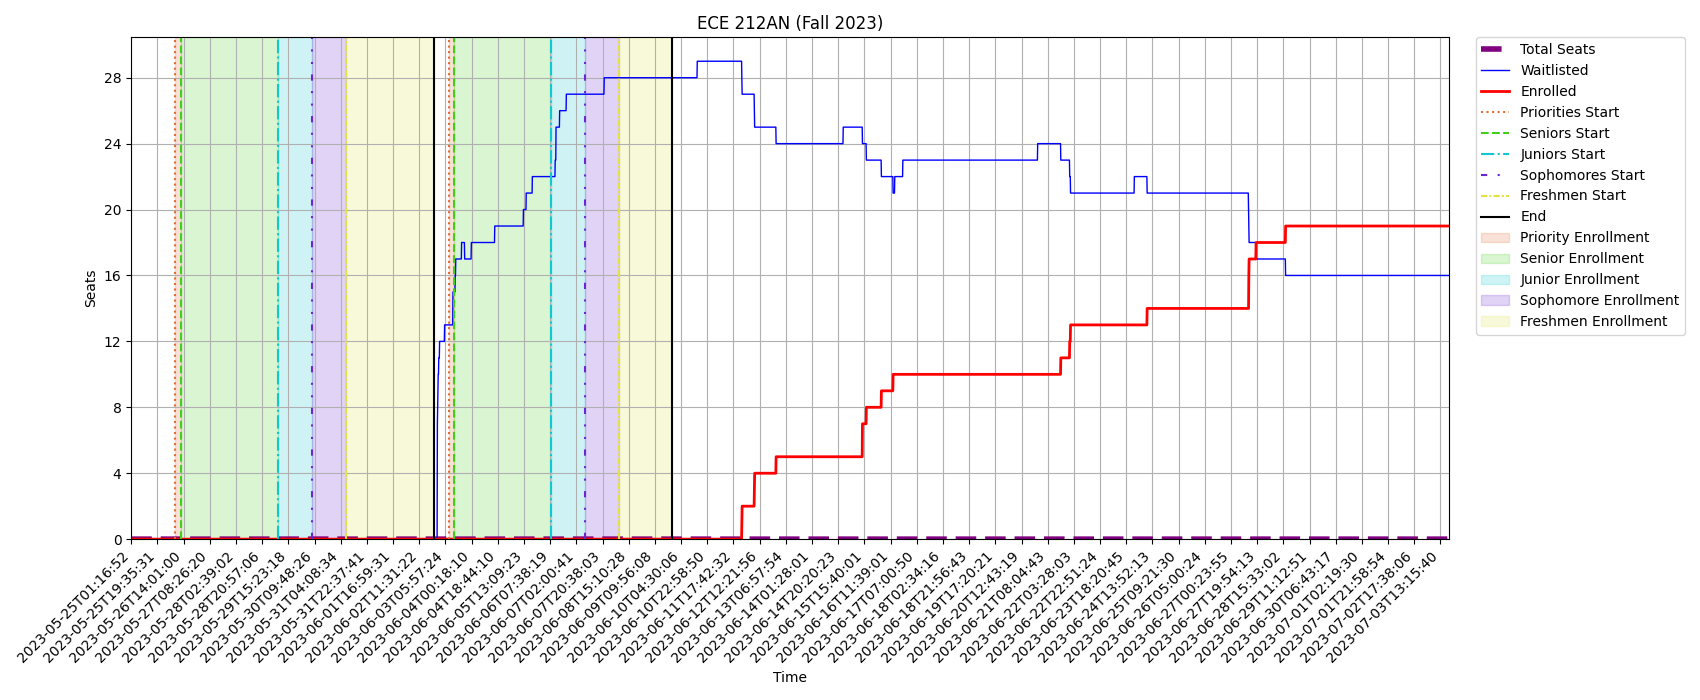 ECE 212AN (Fall 2023)
Seats
28
24
20
16
12
8
4
0
2023-05-25T01:16:52
2023-05-25T19:35:31
2023-05-26T14:01:00
2023-05-27T08:26:20
2023-05-28T02:39:02
2023-05-28T20:57:06
2023-05-29T15:23:18
2023-05-30T09:48:26
2023-05-31T04:08:34
2023-05-31T22:37:41
2023-06-01T16:59:31
2023-06-02T11:31:22
2023-06-03T05:57:24
2023-06-04T00:18:10
2023-06-04T18:44:10
2023-06-05T13:09:23
2023-06-06T07:38:19
2023-06-07T02:00:41
2023-06-07T20:38:03
2023-06-08T15:10:28
2023-06-09T09:56:08
2023-06-10T04:30:06
2023-06-10T22:58:50
2023-06-11T17:42:32
2023-06-12T12:21:56
2023-06-13T06:57:54
2023-06-14T01:28:01
2023-06-14T20:20:23
2023-06-15T15:40:01
2023-06-16T11:39:01
2023-06-17T07:00:50
2023-06-18T02:34:16
2023-06-18T21:56:43
2023-06-19T17:20:21
2023-06-20T12:43:19
2023-06-21T08:04:43
2023-06-22T03:28:03
2023-06-22T22:51:24
2023-06-23T18:20:45
2023-06-24T13:52:13
2023-06-25T09:21:30
2023-06-26T05:00:24
2023-06-27T00:23:55
2023-06-27T19:54:13
2023-06-28T15:33:02
2023-06-29T11:12:51
2023-06-30T06:43:17
2023-07-01T02:19:30
2023-07-01T21:58:54
2023-07-02T17:38:06
2023-07-03T13:15:40
Time
Total Seats
Waitlisted
Enrolled
Priorities Start
Seniors Start
Juniors Start
Sophomores Start
Freshmen Start
End
Priority Enrollment
Senior Enrollment
Junior Enrollment
Sophomore Enrollment
Freshmen Enrollment